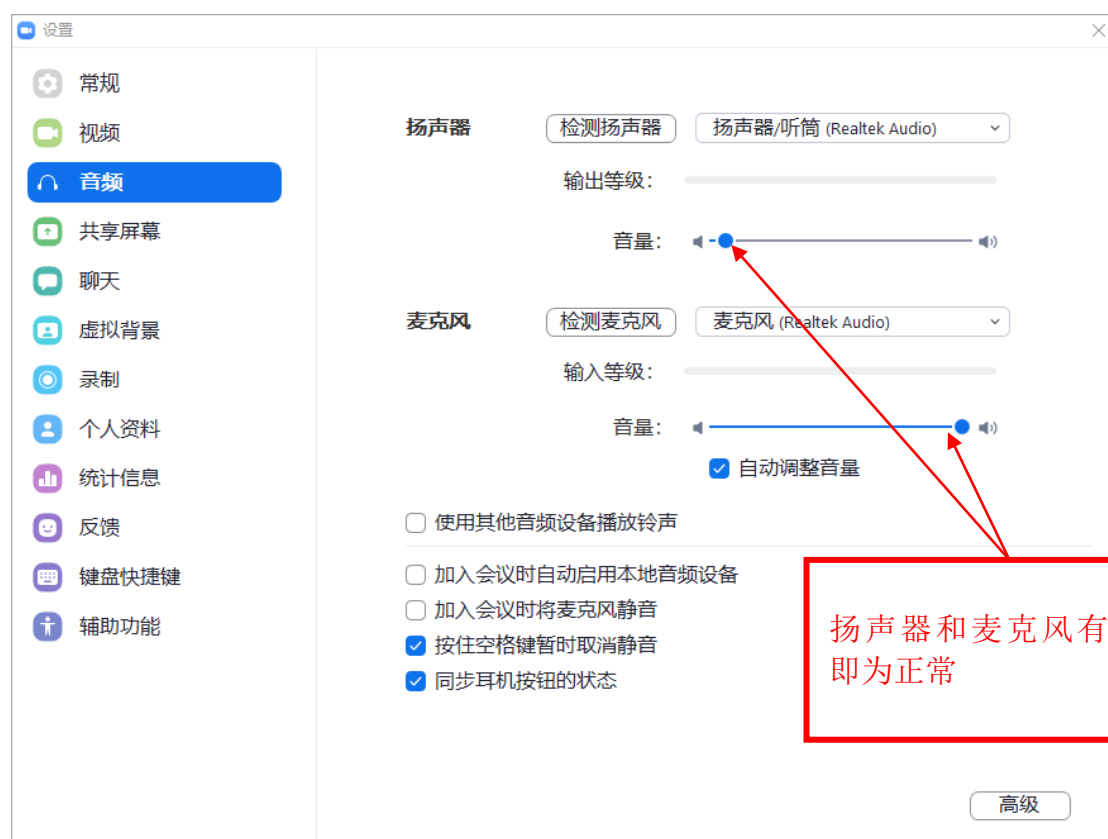 设置
常规
视频
音频
共享屏幕
聊天
虚拟背景
录制
个人资料
统计信息
反馈
键盘快捷键
辅助功能
扬声器 检测扬声器 扬声器/听筒 (Realtek Audio)
输出等级：
音量：
麦克风 检测麦克风 麦克风 (Realtek Audio)
输入等级：
音量：
自动调整音量
使用其他音频设备播放铃声
加入会议时自动启用本地音频设备
加入会议时将麦克风静音
按住空格键暂时取消静音
同步耳机按钮的状态
扬声器和麦克风有
即为正常
高级